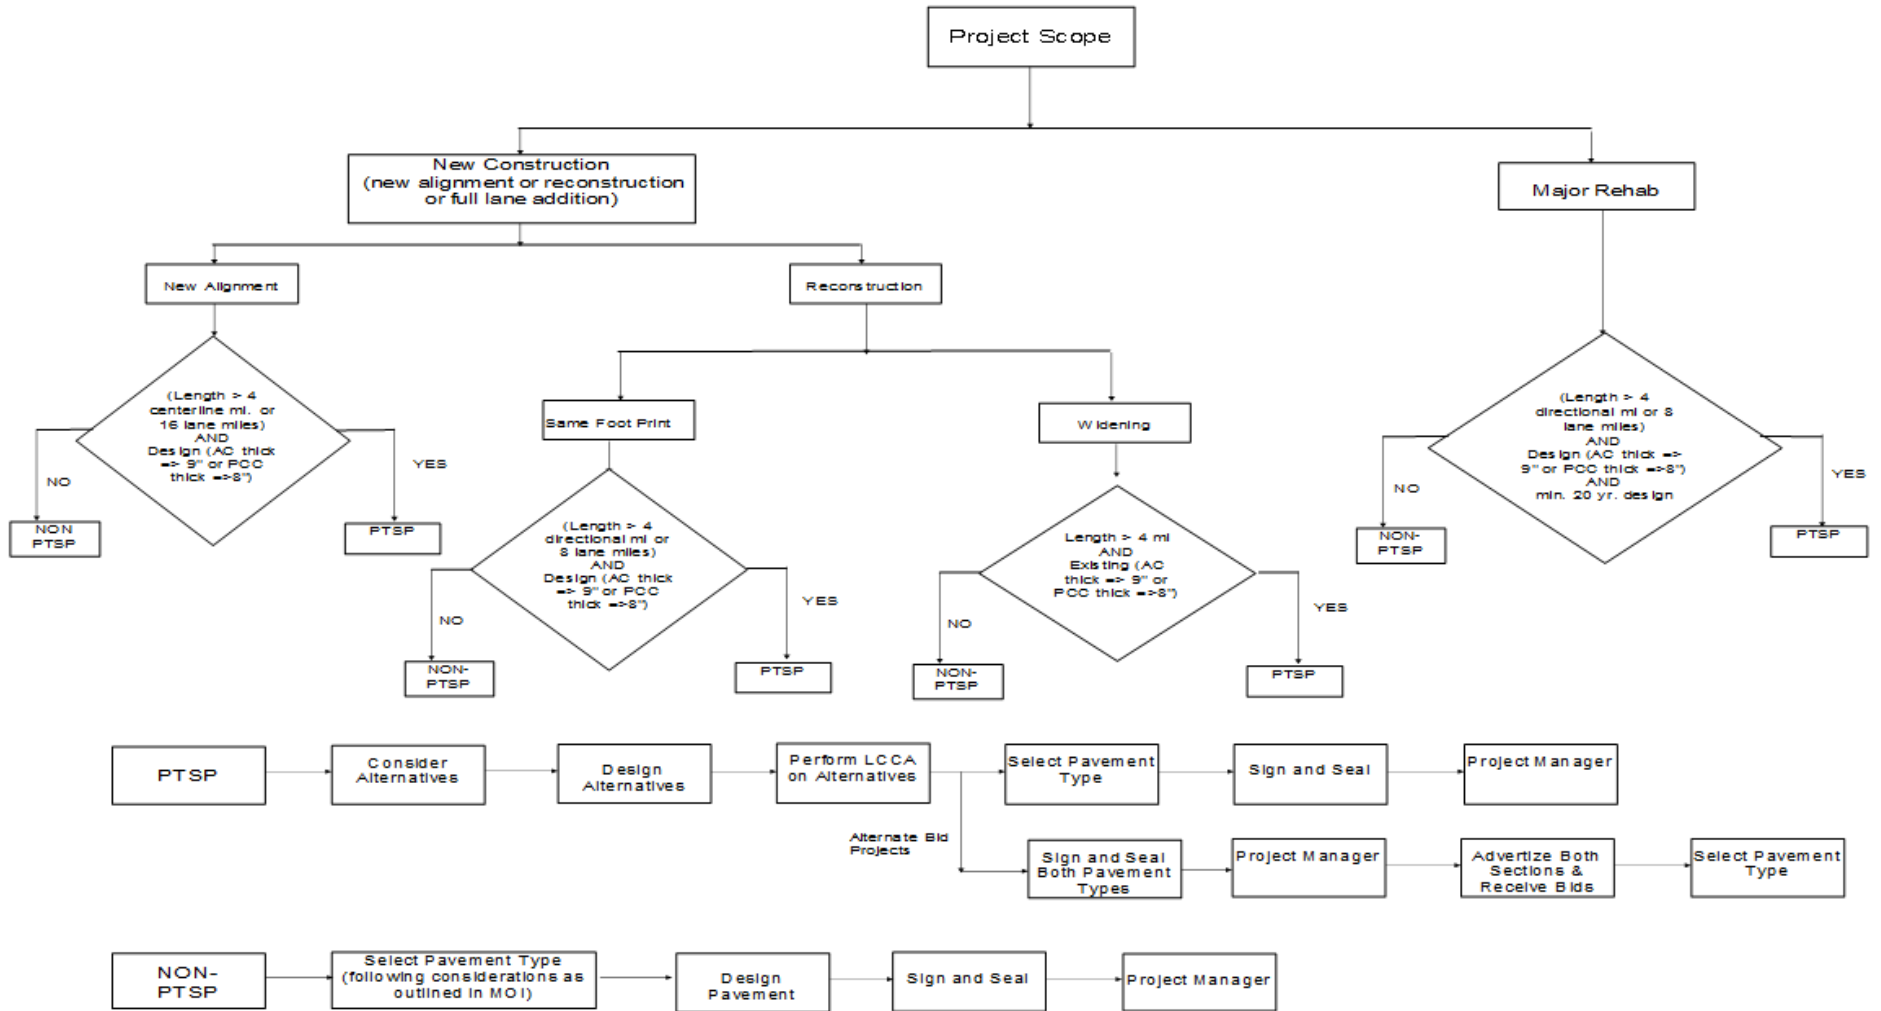 Project Scope
New Construction
(new alignment or reconstruction
or full lane addition)
Major Rehab
New Alignment
Reconstruction
(Length > 4
centerline mi. or
16 lane miles)
AND
Design (AC thick
=> 9" or PCC
thick =>8")
NO
YES
NON
PTSP
PTSP
Same Foot Print
(Length > 4
directional mi or
8 lane miles)
AND
Design (AC thick
=> 9" or PCC
thick =>8")
NO
YES
NON-
PTSP
PTSP
Widening
Length > 4 mi
AND
Existing (AC
thick => 9" or
PCC thick =>8")
NO
YES
NON-
PTSP
PTSP
(Length > 4
directional mi or 8
lane miles)
AND
Design (AC thick =>
9" or PCC thick =>8")
AND
min. 20 yr. design
NO
YES
NON-
PTSP
PTSP
PTSP
Consider
Alternatives
Design
Alternatives
Perform LCCA
on Alternatives
Select Pavement
Type
Sign and Seal
Project Manager
Alternate Bid
Projects
Sign and Seal
Both Pavement
Types
Project Manager
Advertize Both
Sections &
Receive Bids
Select Pavement
Type
NON-
PTSP
Select Pavement Type
(following considerations as
outlined in MOI)
Design
Pavement
Sign and Seal
Project Manager